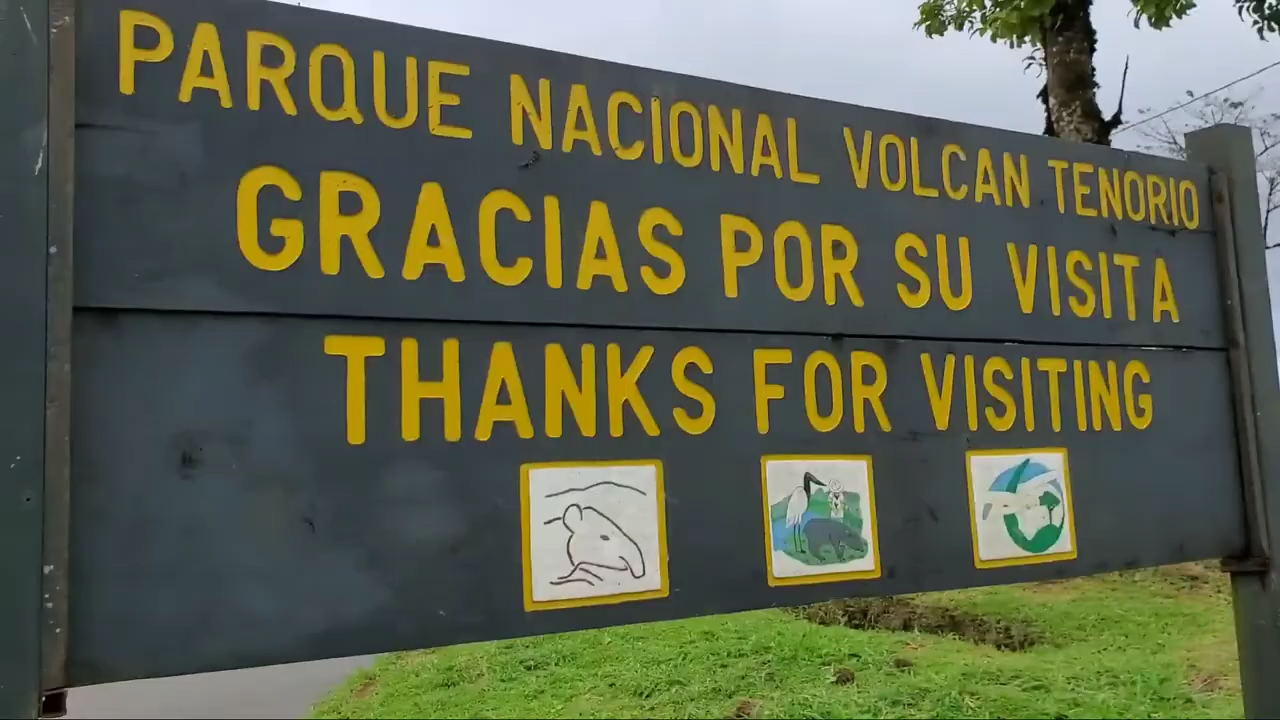 PARQUE NACIONAL VOLCAN TENORIO
GRACIAS POR SU VISITA
THANKS FOR VISITING